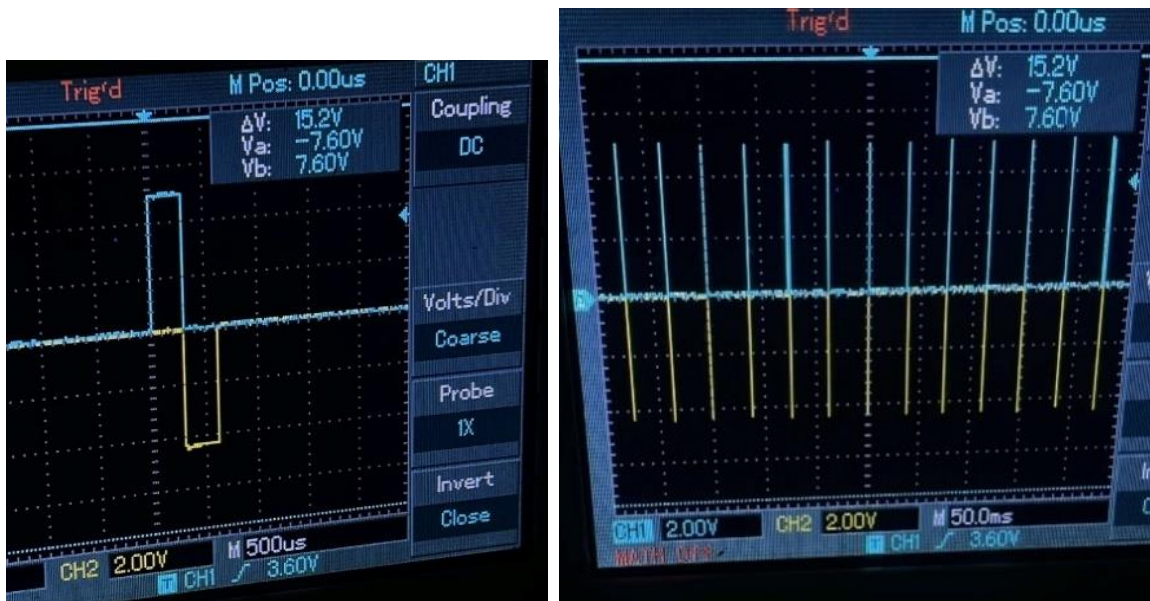 Trig'd M Pos: 0.00us
CH1
Coupling
DC
ΔV: 15.2V
Va: -7.60V
Vb: 7.60V
Volts/Div
Coarse
Probe
1X
Invert
Close
CH2 2.00V M 500us
T CH1 3.60V
Trig'd M Pos: 0.00us
ΔV: 15.2V
Va: -7.60V
Vb: 7.60V
CH1 2.00V CH2 2.00V M 50.0ms
T CH1 3.60V